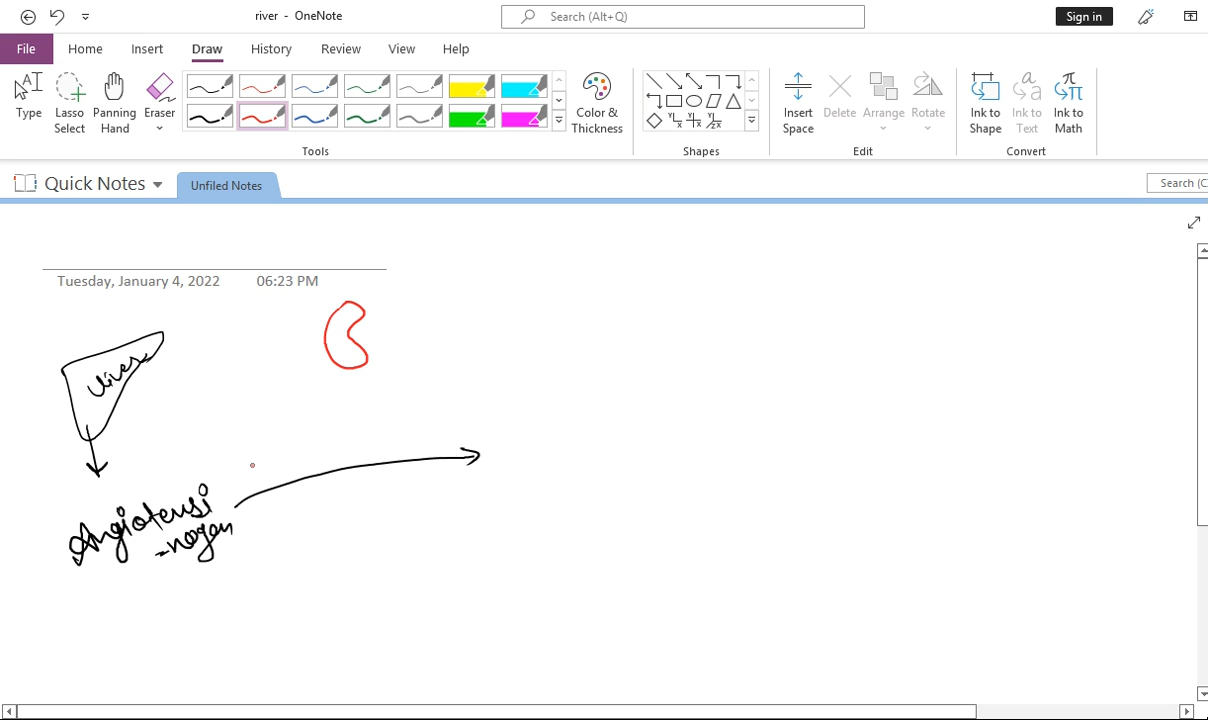 river - OneNote
Search (Alt+Q)
Sign in
File Home Insert Draw History Review View Help
Type
Lasso Select
Panning Hand
Eraser
Color & Thickness
Insert Space
Delete
Arrange
Rotate
Ink to Shape
Ink to Text
Ink to Math
Tools
Shapes
Edit
Convert
Quick Notes
Unfiled Notes
Search (C
Tuesday, January 4, 2022 06:23 PM
liver
Angiotensi
-nogen